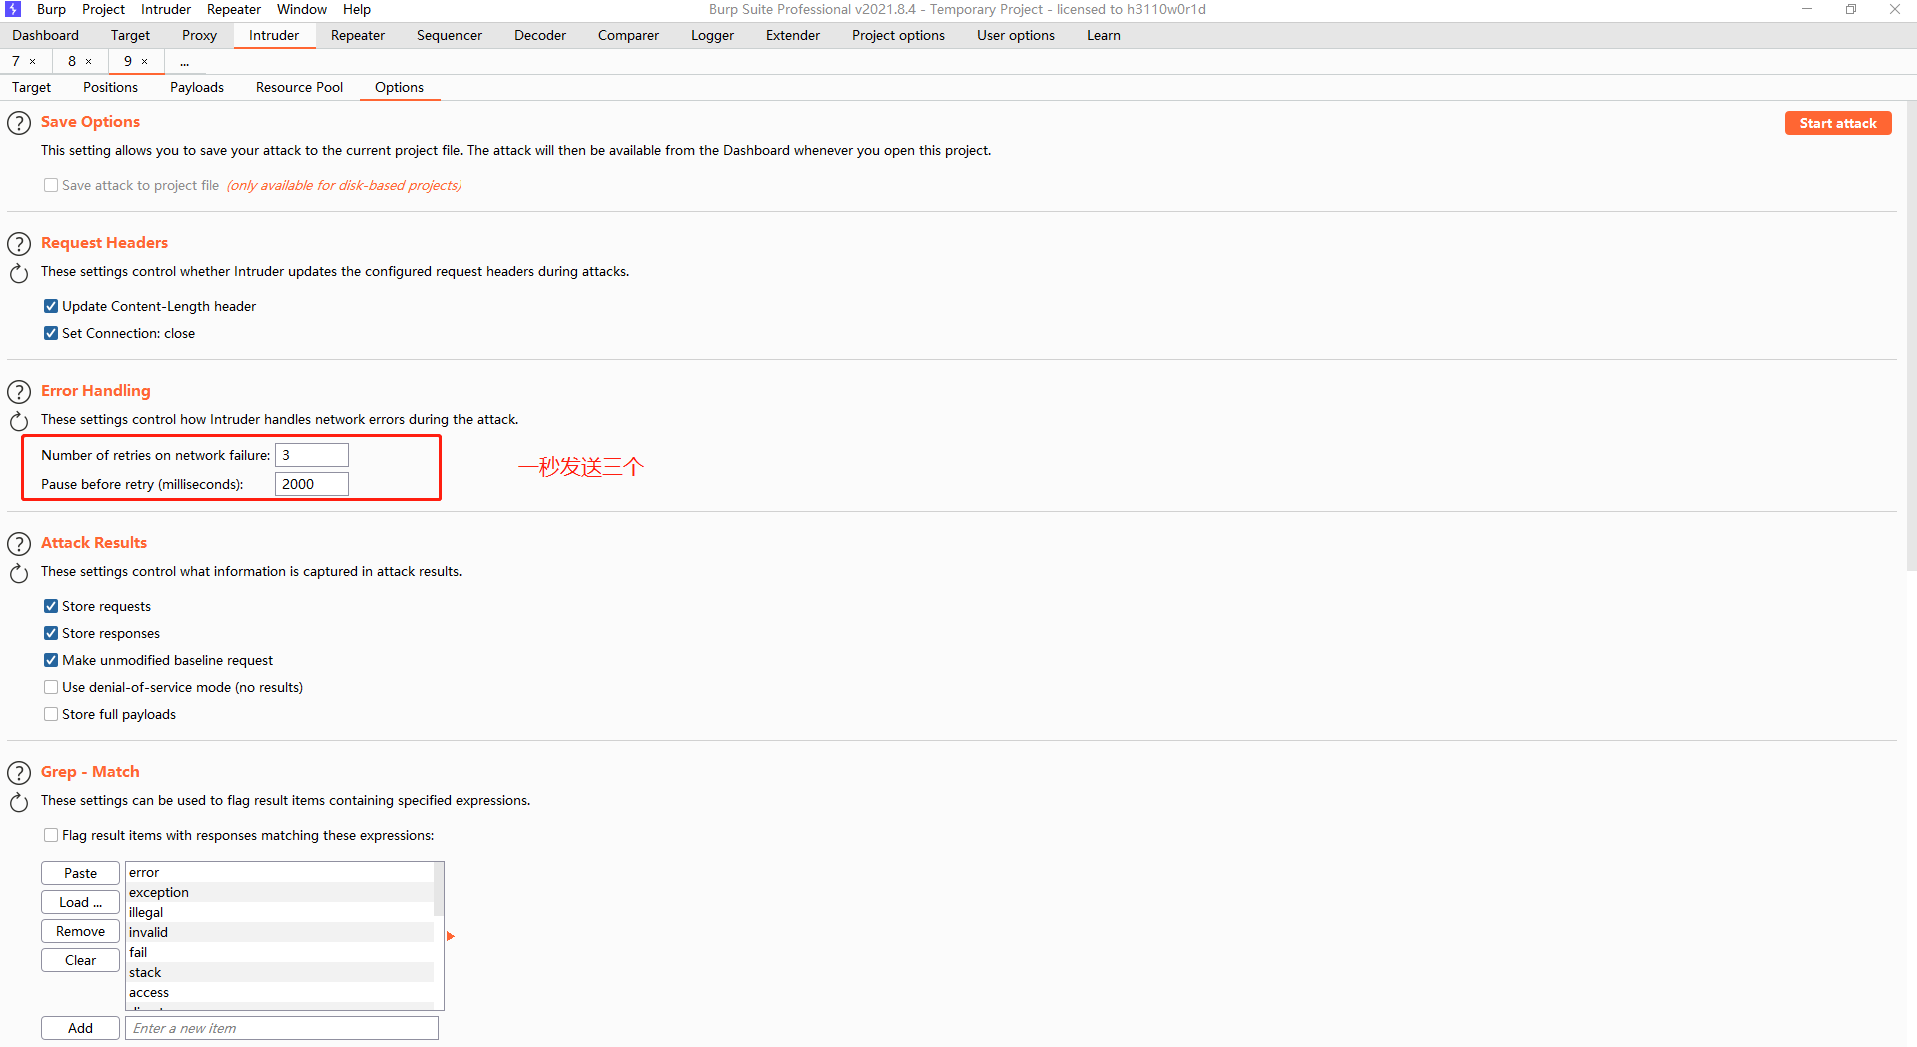 Burp Project Intruder Repeater Window Help
Burp Suite Professional v2021.8.4 - Temporary Project - licensed to h3110w0r1d
Dashboard Target Proxy Intruder Repeater Sequencer Decoder Comparer Logger Extender Project options User options Learn
7 × 8 × 9 × ...
Target Positions Payloads Resource Pool Options
Save Options
Start attack
This setting allows you to save your attack to the current project file. The attack will then be available from the Dashboard whenever you open this project.
Save attack to project file (only available for disk-based projects)
Request Headers
These settings control whether Intruder updates the configured request headers during attacks.
Update Content-Length header
Set Connection: close
Error Handling
These settings control how Intruder handles network errors during the attack.
Number of retries on network failure: 3
一秒发送三个
Pause before retry (milliseconds): 2000
Attack Results
These settings control what information is captured in attack results.
Store requests
Store responses
Make unmodified baseline request
Use denial-of-service mode (no results)
Store full payloads
Grep - Match
These settings can be used to flag result items containing specified expressions.
Flag result items with responses matching these expressions:
Paste
Load ...
Remove
Clear
error
exception
illegal
invalid
fail
stack
access
Add
Enter a new item